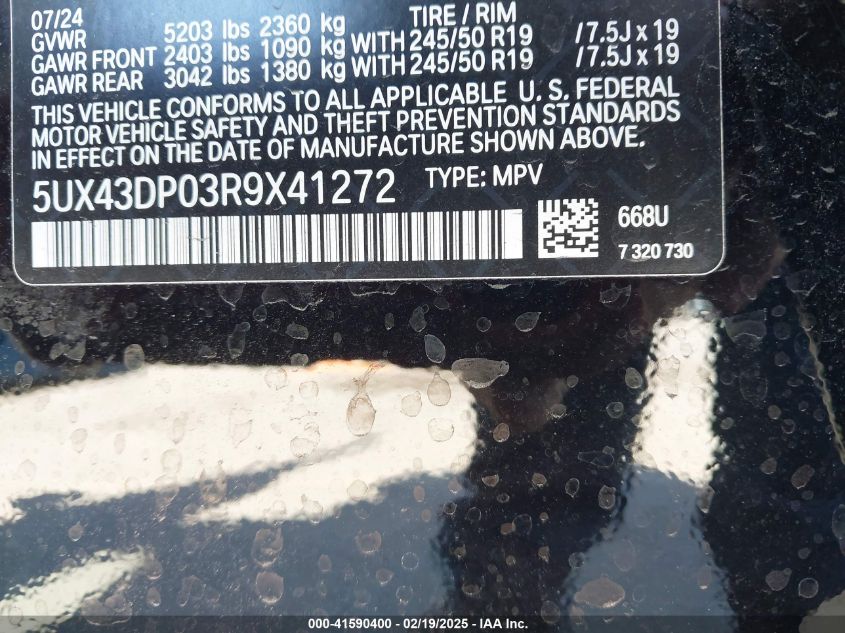 07/24 TIRE / RIM
GVWR 5203 lbs 2360 kg
GAWR FRONT 2403 lbs 1090 kg WITH 245/50 R19 /7.5J x 19
GAWR REAR 3042 lbs 1380 kg WITH 245/50 R19 /7.5J x 19
THIS VEHICLE CONFORMS TO ALL APPLICABLE U. S. FEDERAL
MOTOR VEHICLE SAFETY AND THEFT PREVENTION STANDARDS
IN EFFECT ON THE DATE OF MANUFACTURE SHOWN ABOVE.
5UX43DP03R9X41272 TYPE: MPV
668U
7 320 730
000-41590400 - 02/19/2025 - IAA Inc.